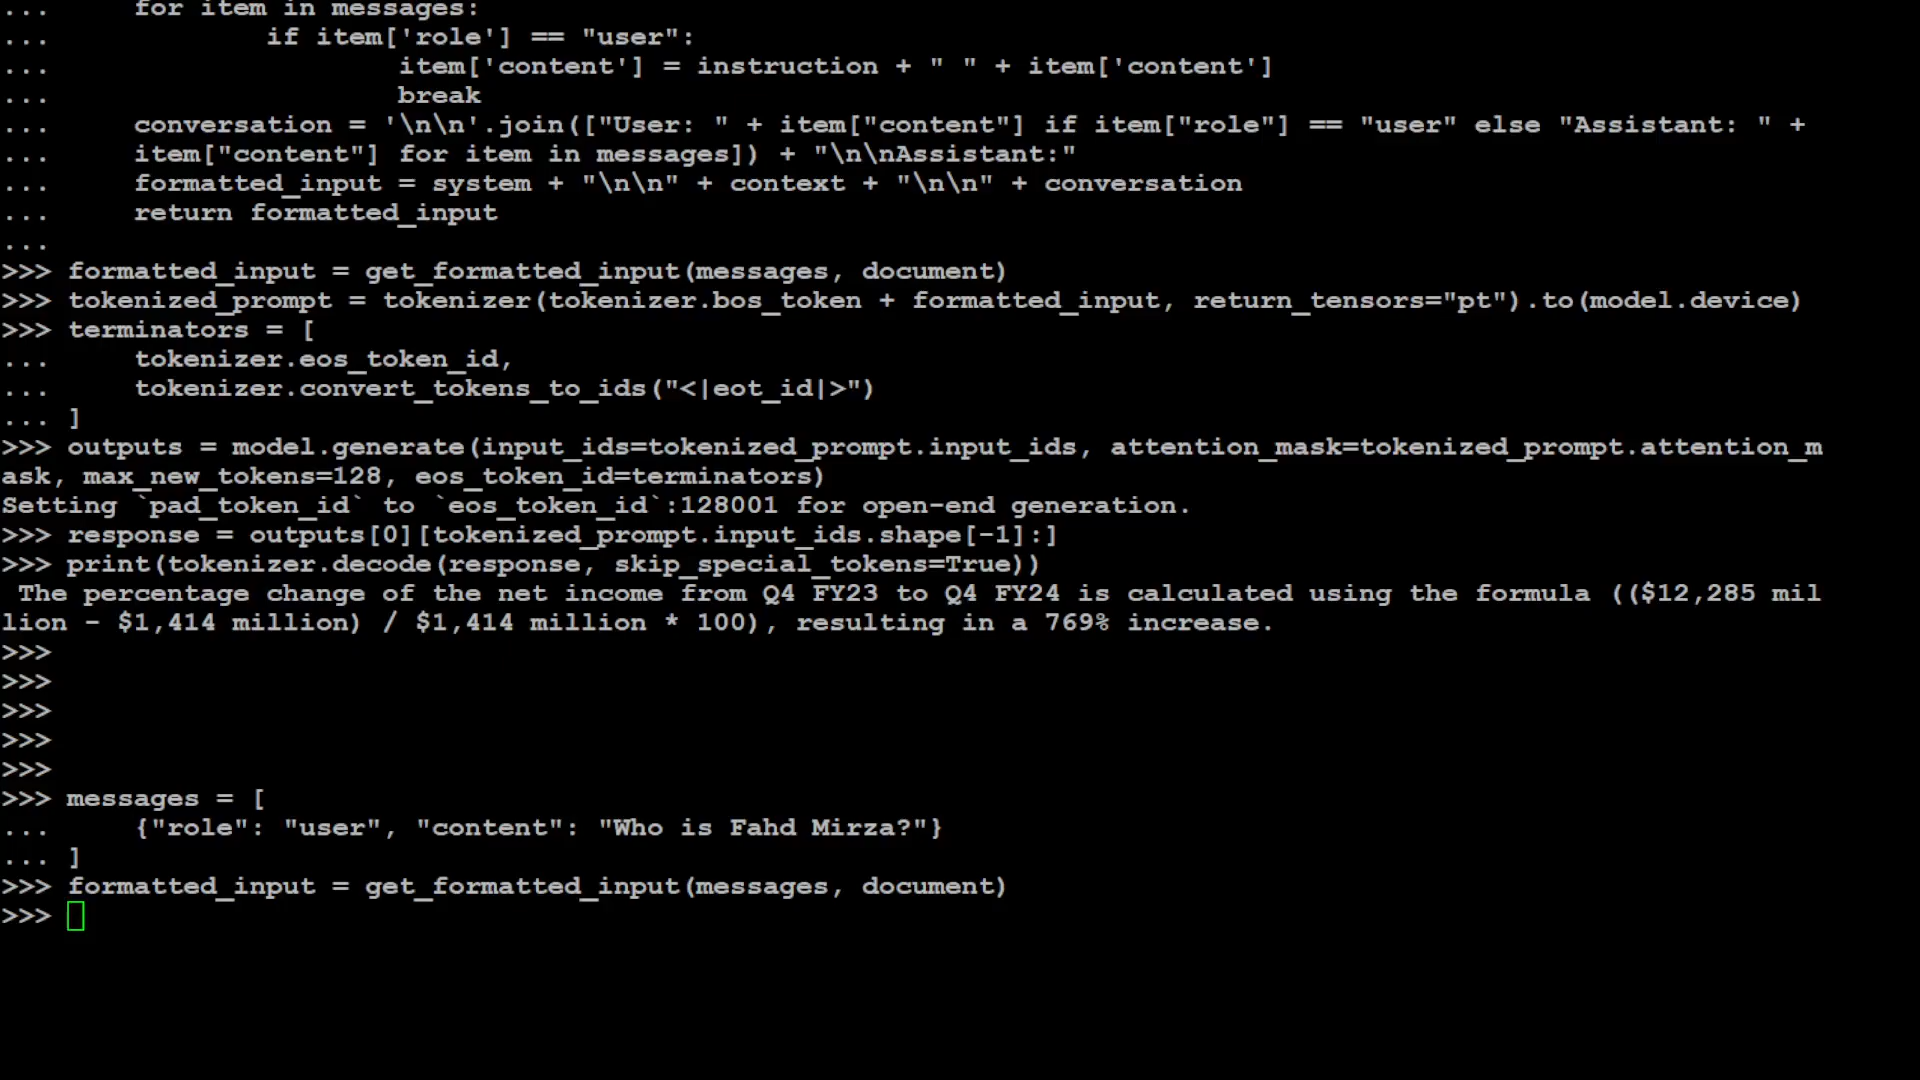 ...     for item in messages:
...             if item['role'] == "user":
...                     item['content'] = instruction + " " + item['content']
...                     break
...     conversation = '\n\n'.join(["User: " + item["content"] if item["role"] == "user" else "Assistant: " +
...     item["content"] for item in messages]) + "\n\nAssistant:"
...     formatted_input = system + "\n\n" + context + "\n\n" + conversation
...     return formatted_input
...
>>> formatted_input = get_formatted_input(messages, document)
>>> tokenized_prompt = tokenizer(tokenizer.bos_token + formatted_input, return_tensors="pt").to(model.device)
>>> terminators = [
...     tokenizer.eos_token_id,
...     tokenizer.convert_tokens_to_ids("<|eot_id|>")
... ]
>>> outputs = model.generate(input_ids=tokenized_prompt.input_ids, attention_mask=tokenized_prompt.attention_m
ask, max_new_tokens=128, eos_token_id=terminators)
Setting `pad_token_id` to `eos_token_id`:128001 for open-end generation.
>>> response = outputs[0][tokenized_prompt.input_ids.shape[-1]:]
>>> print(tokenizer.decode(response, skip_special_tokens=True))
 The percentage change of the net income from Q4 FY23 to Q4 FY24 is calculated using the formula (($12,285 mil
lion - $1,414 million) / $1,414 million * 100), resulting in a 769% increase.
>>>
>>>
>>>
>>>
>>>
>>> messages = [
...     {"role": "user", "content": "Who is Fahd Mirza?"}
... ]
>>> formatted_input = get_formatted_input(messages, document)
>>>